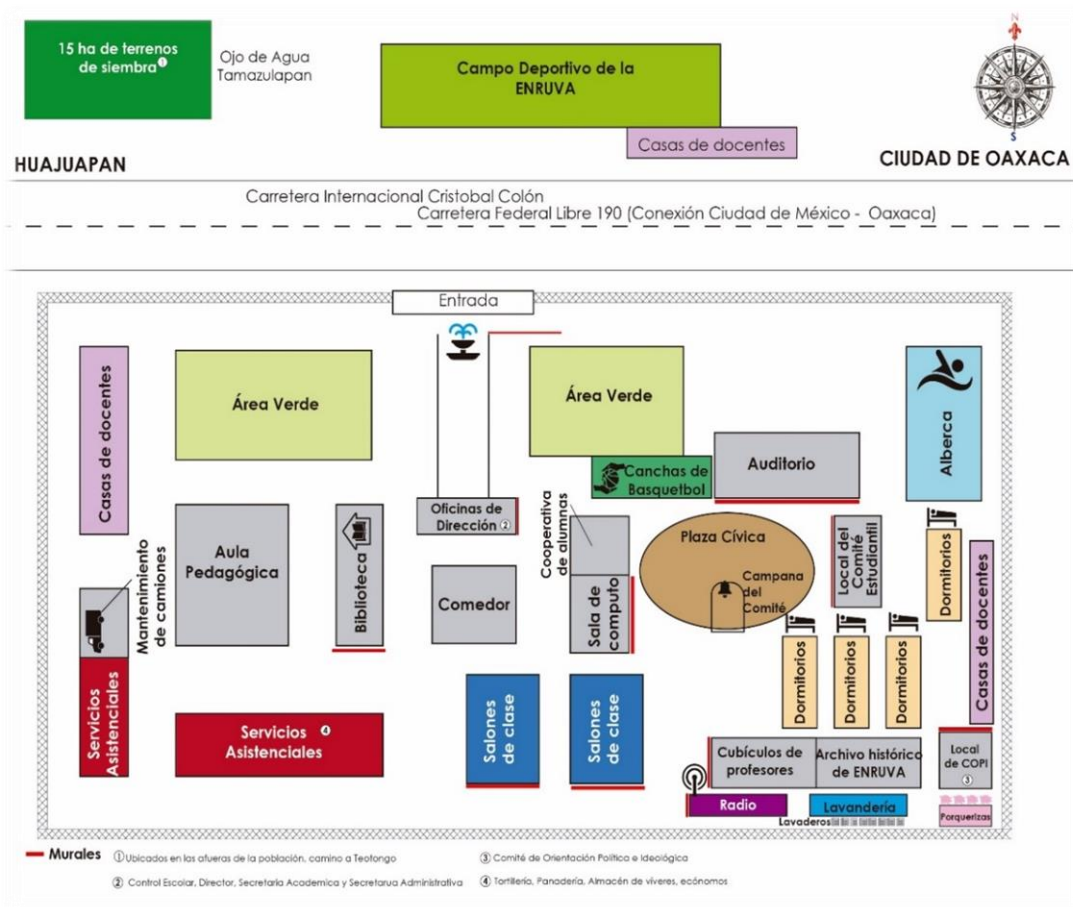 15 ha de terrenos
de siembra①
Ojo de Agua
Tamazulapan
Campo Deportivo de la
ENRUVA
Casas de docentes
N
S
HUAJUAPAN
CIUDAD DE OAXACA
Carretera Internacional Cristobal Colón
Carretera Federal Libre 190 (Conexión Ciudad de México - Oaxaca)
Entrada
Casas de docentes
Área Verde
Área Verde
Alberca
Canchas de
Basquetbol
Auditorio
Oficinas de
Dirección ②
Mantenimiento
de camiones
Aula
Pedagógica
Biblioteca
Comedor
Cooperativa
de alumnas
Sala de
computo
Plaza Cívica
Campana
del
Comité
Local del
Comité
Estudiantil
Dormitorios
Casas de docentes
Dormitorios
Dormitorios
Dormitorios
Servicios
Asistenciales
Servicios ④
Asistenciales
Salones
de clase
Salones
de clase
Cubículos de
profesores
Archivo histórico
de ENRUVA
Local
de COPI
③
Radio
Lavandería
Lavaderos
Porquerizas
Murales
① Ubicados en las afueras de la población, camino a Teotongo
③ Comité de Orientación Política e Ideológica
② Control Escolar, Director, Secretaria Academica y Secretarua Administrativa
④ Tortillería, Panadería, Almacén de víveres, ecónomos